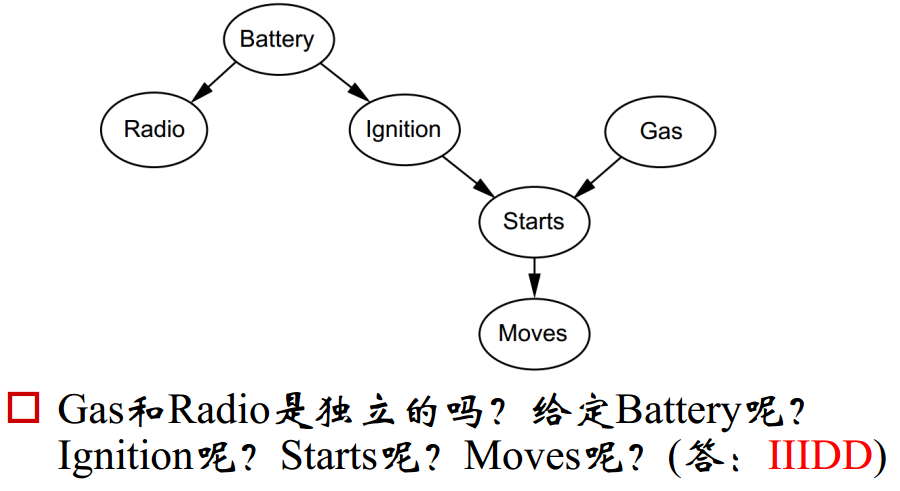 Battery
Radio
Ignition
Gas
Starts
Moves
Gas和Radio是独立的吗？给定Battery呢？
Ignition呢？Starts呢？Moves呢？(答：IIIDD)